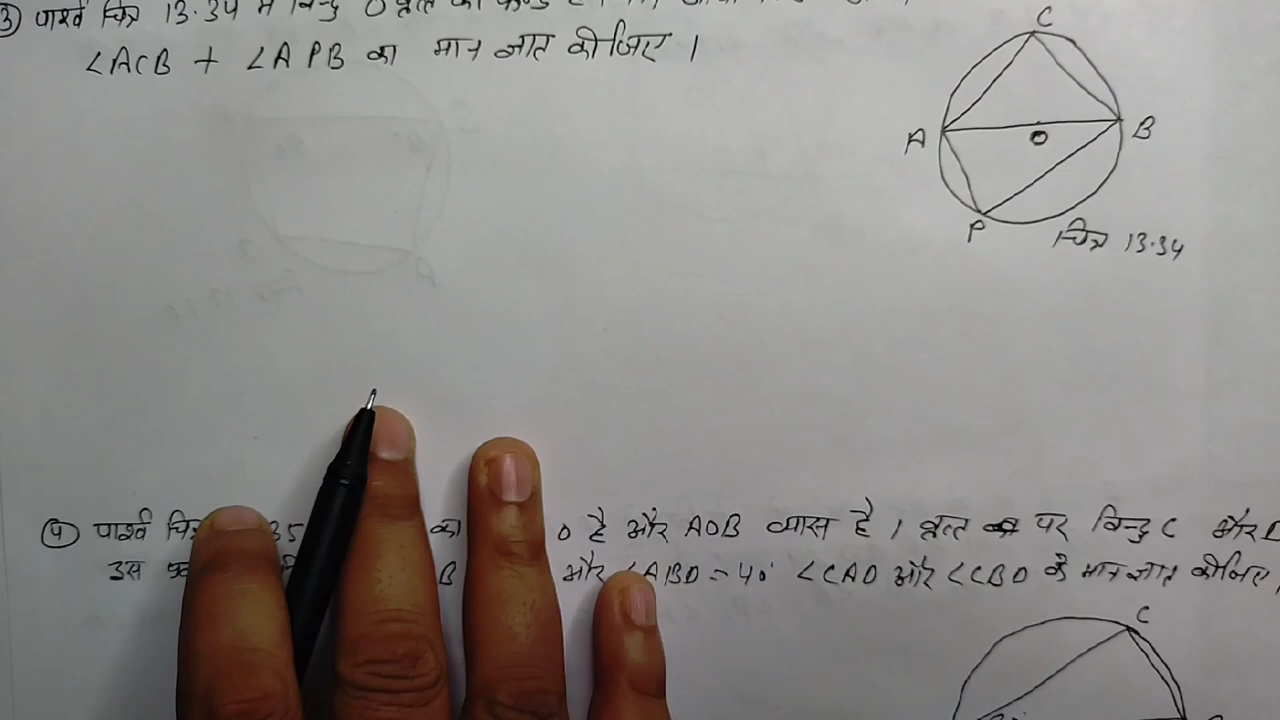 ③ पार्श्व चित्र 13.34 में बिन्दु O वृत्त का
∠ACB + ∠APB का मान ज्ञात कीजिए ।
C
A
B
O
P
चित्र 13.34
④ पार्श्व चित्र 35 का O है और AOB व्यास है । वृत्त पर बिन्दु C और D
उस B और ∠ABD = 40° ∠CAD और ∠CBD के मान ज्ञात कीजिए ।
C